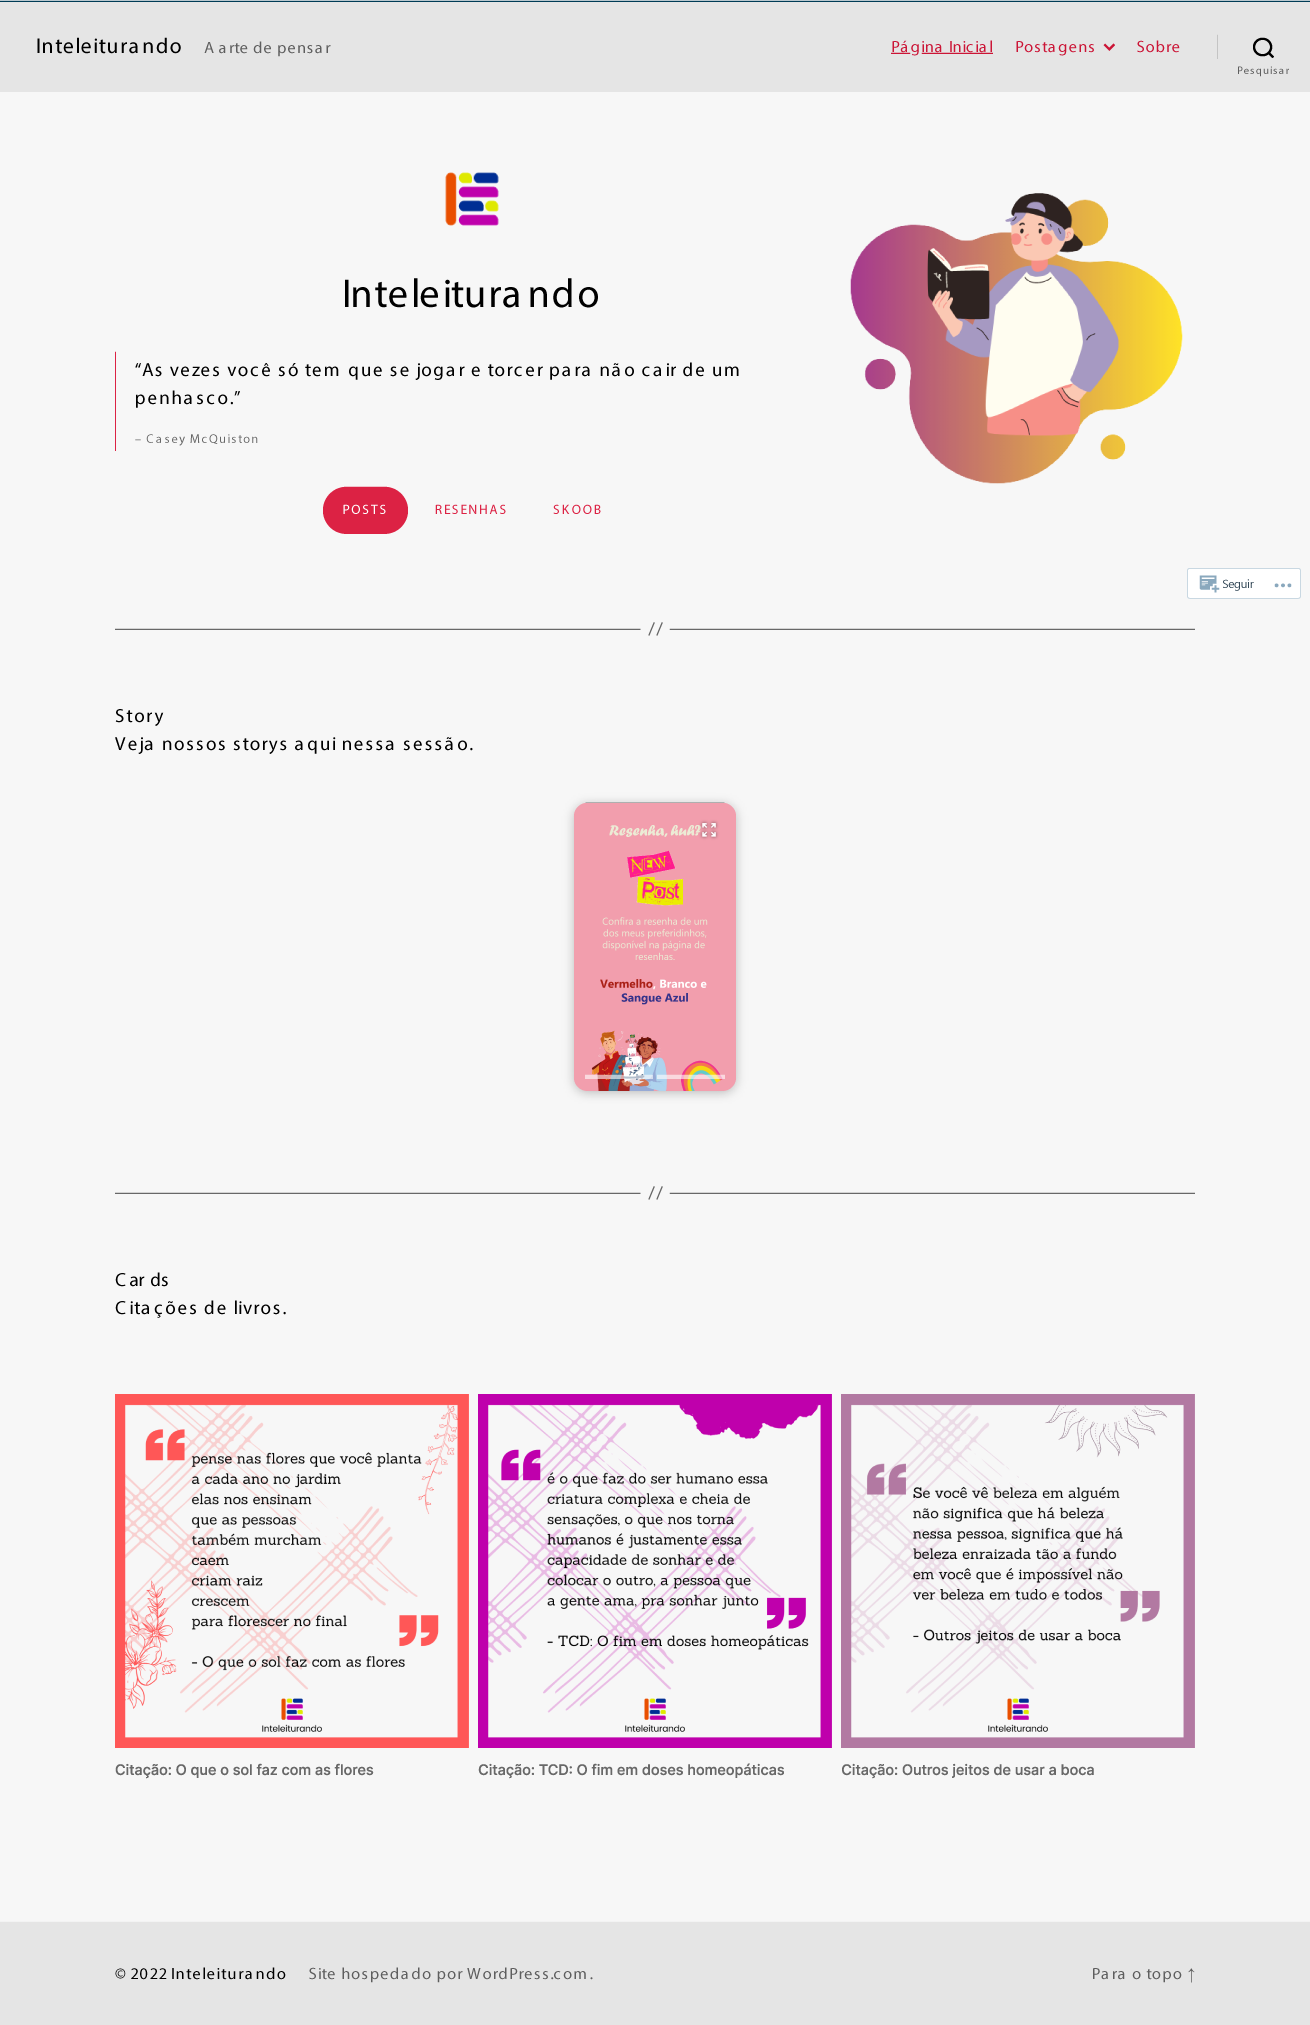 Inteleiturando
A arte de pensar
Página Inicial
Postagens
Sobre
Pesquisar
Inteleiturando
“As vezes você só tem que se jogar e torcer para não cair de um
penhasco.”
– Casey McQuiston
POSTS
RESENHAS
SKOOB
Seguir
//
Story
Veja nossos storys aqui nessa sessão.
Resenha, huh?
NEW
Post
Confira a resenha de um
dos meus preferidinhos,
disponível na página de
resenhas.
Vermelho, Branco e
Sangue Azul
//
Cards
Citações de livros.
pense nas flores que você planta
a cada ano no jardim
elas nos ensinam
que as pessoas
também murcham
caem
criam raiz
crescem
para florescer no final
- O que o sol faz com as flores
Inteleiturando
Citação: O que o sol faz com as flores
é o que faz do ser humano essa
criatura complexa e cheia de
sensações, o que nos torna
humanos é justamente essa
capacidade de sonhar e de
colocar o outro, a pessoa que
a gente ama, pra sonhar junto
- TCD: O fim em doses homeopáticas
Inteleiturando
Citação: TCD: O fim em doses homeopáticas
Se você vê beleza em alguém
não significa que há beleza
nessa pessoa, significa que há
beleza enraizada tão a fundo
em você que é impossível não
ver beleza em tudo e todos
- Outros jeitos de usar a boca
Inteleiturando
Citação: Outros jeitos de usar a boca
© 2022 Inteleiturando
Site hospedado por WordPress.com.
Para o topo ↑